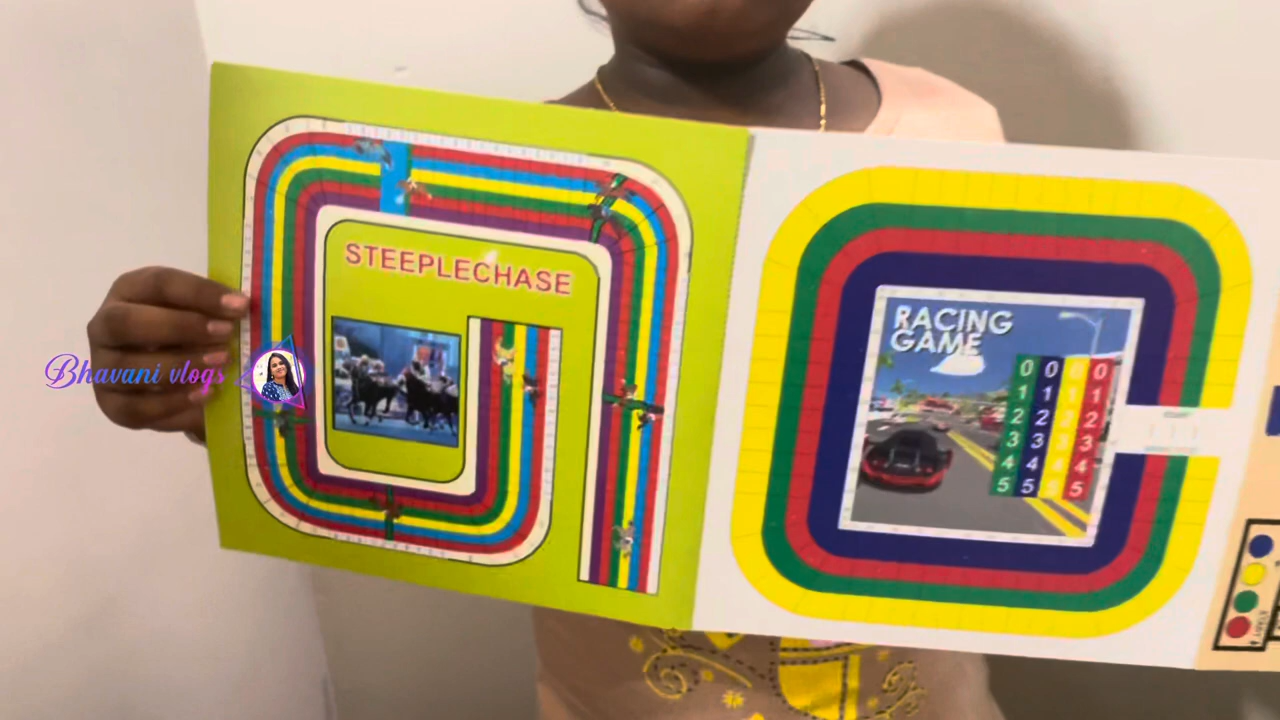 STEEPLECHASE
Bhavani vlogs
RACING
GAME
0 0 0 0
1 1 1 1
2 2 2 2
3 3 3 3
4 4 4 4
5 5 5 5
START